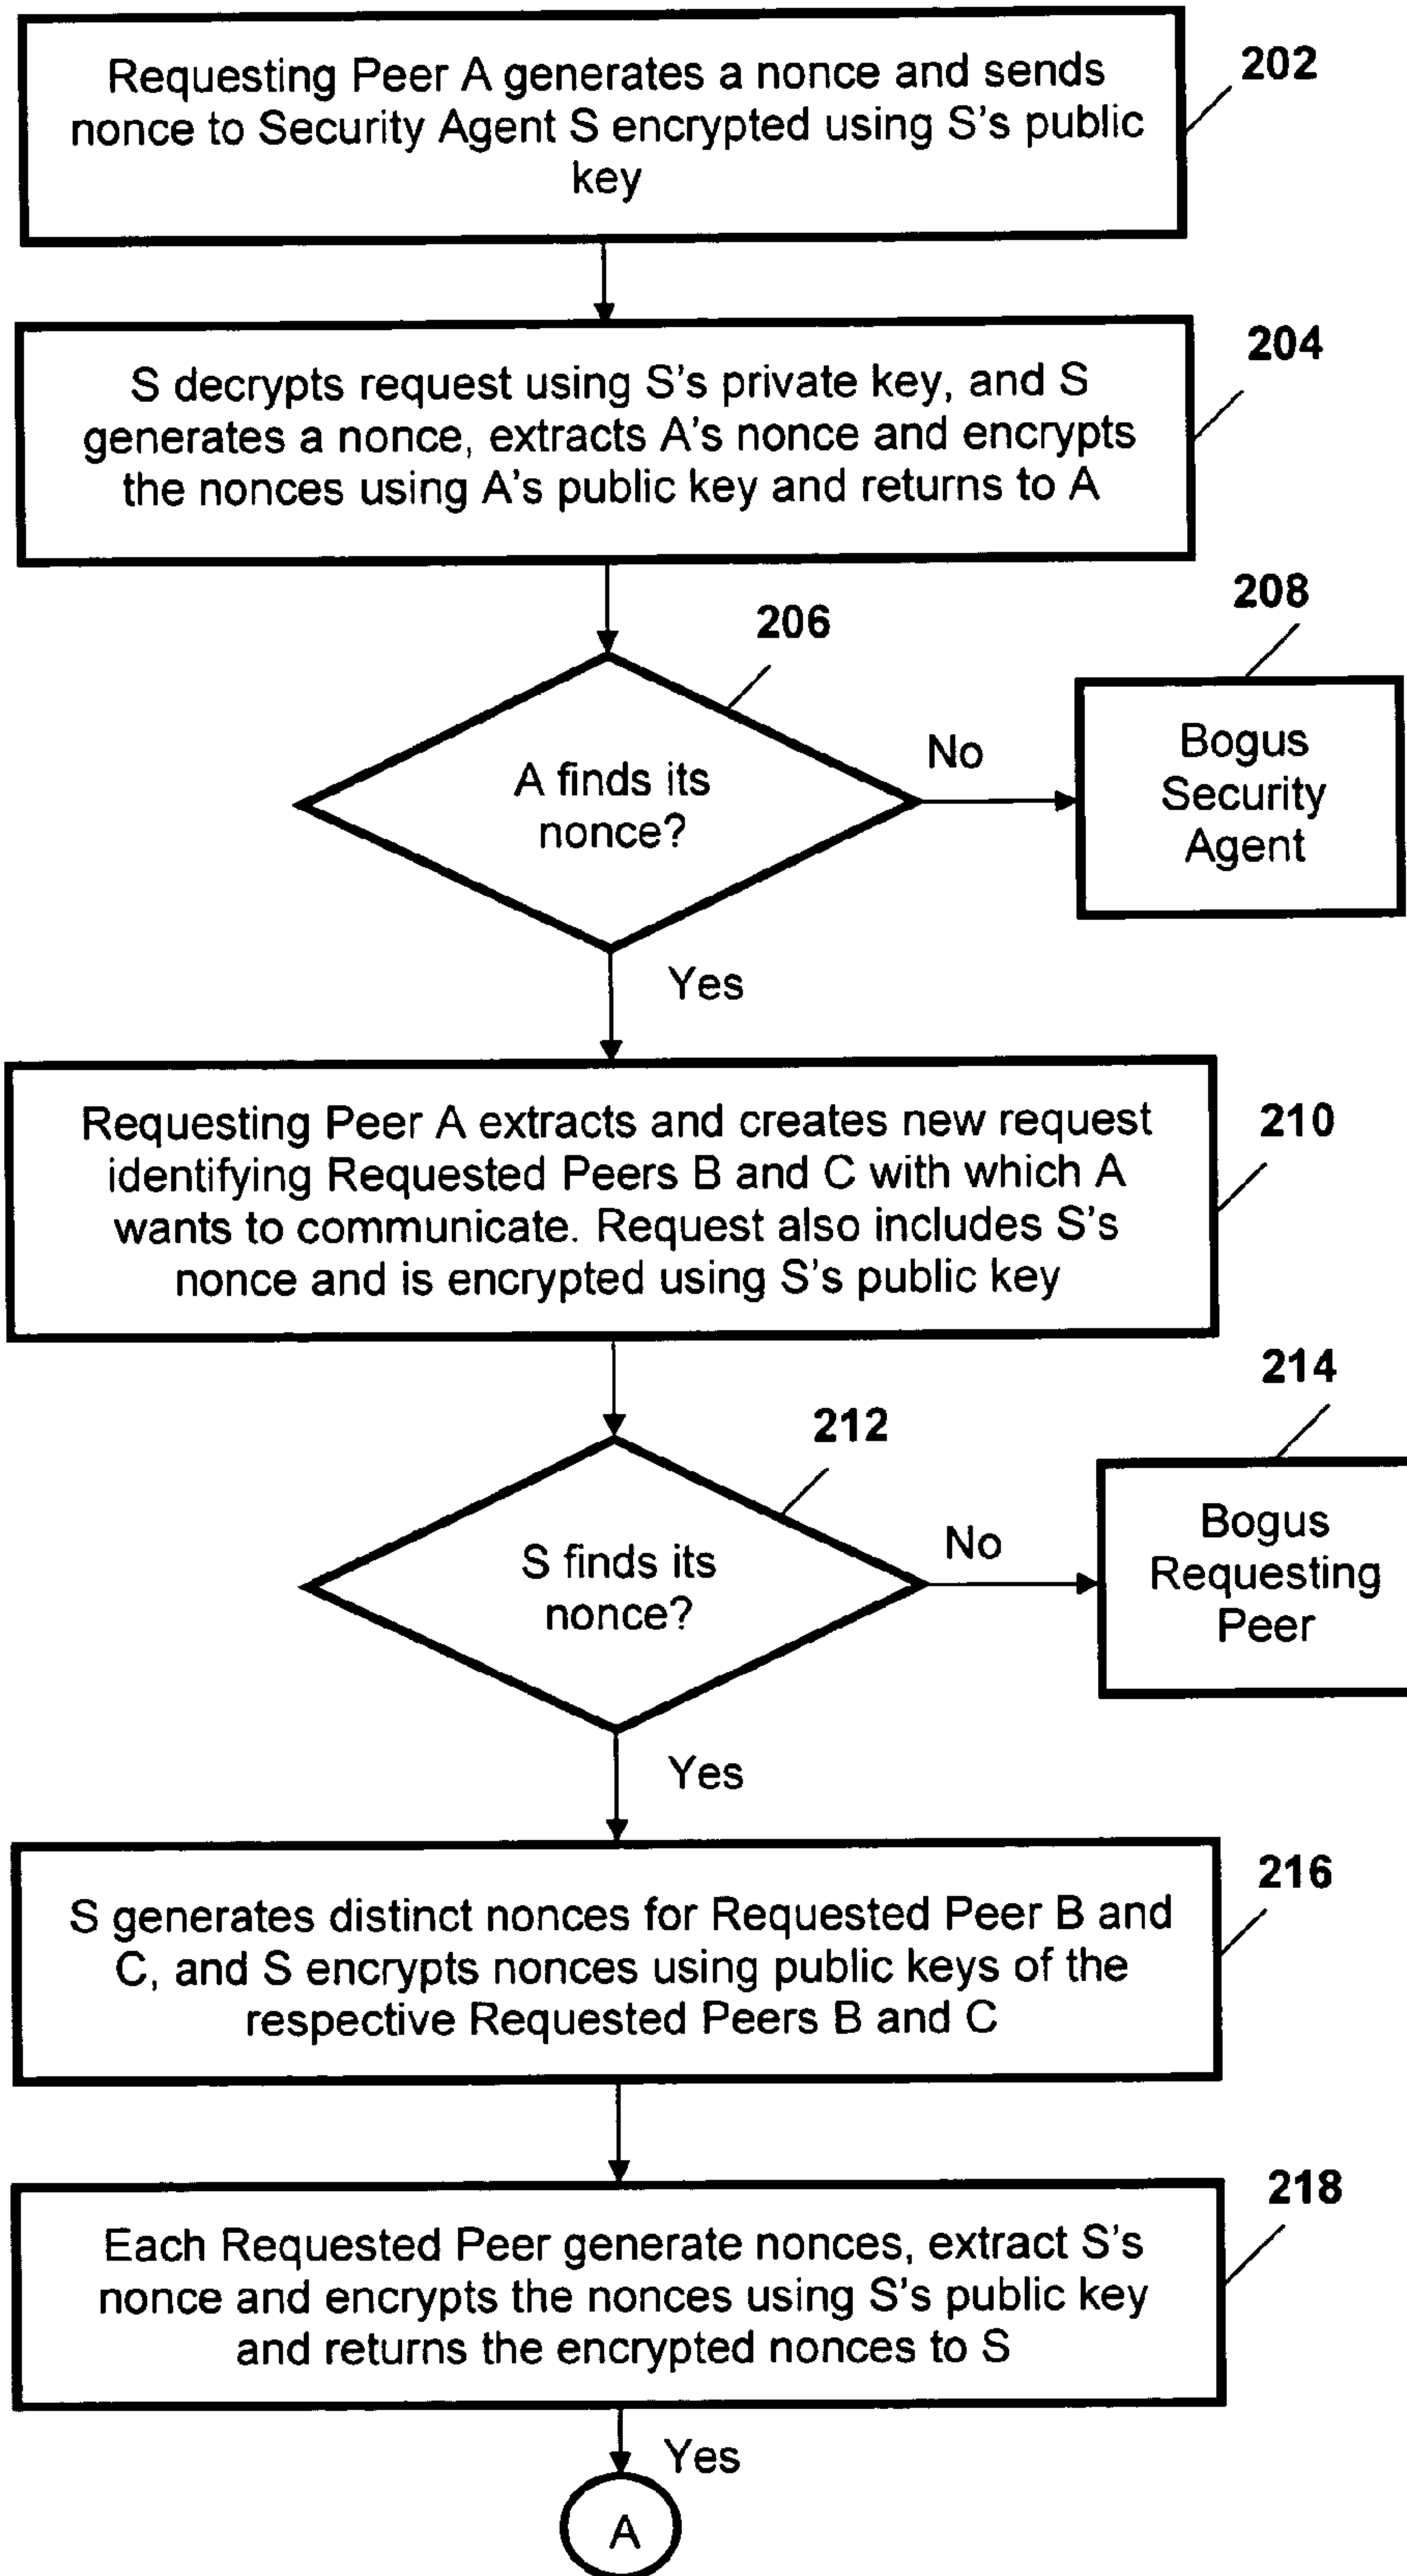 Requesting Peer A generates a nonce and sends
nonce to Security Agent S encrypted using S's public
key
202
S decrypts request using S's private key, and S
generates a nonce, extracts A's nonce and encrypts
the nonces using A's public key and returns to A
204
206
208
A finds its
nonce?
No
Bogus
Security
Agent
Yes
Requesting Peer A extracts and creates new request
identifying Requested Peers B and C with which A
wants to communicate. Request also includes S's
nonce and is encrypted using S's public key
210
212
214
S finds its
nonce?
No
Bogus
Requesting
Peer
Yes
S generates distinct nonces for Requested Peer B and
C, and S encrypts nonces using public keys of the
respective Requested Peers B and C
216
Each Requested Peer generate nonces, extract S's
nonce and encrypts the nonces using S's public key
and returns the encrypted nonces to S
218
Yes
A